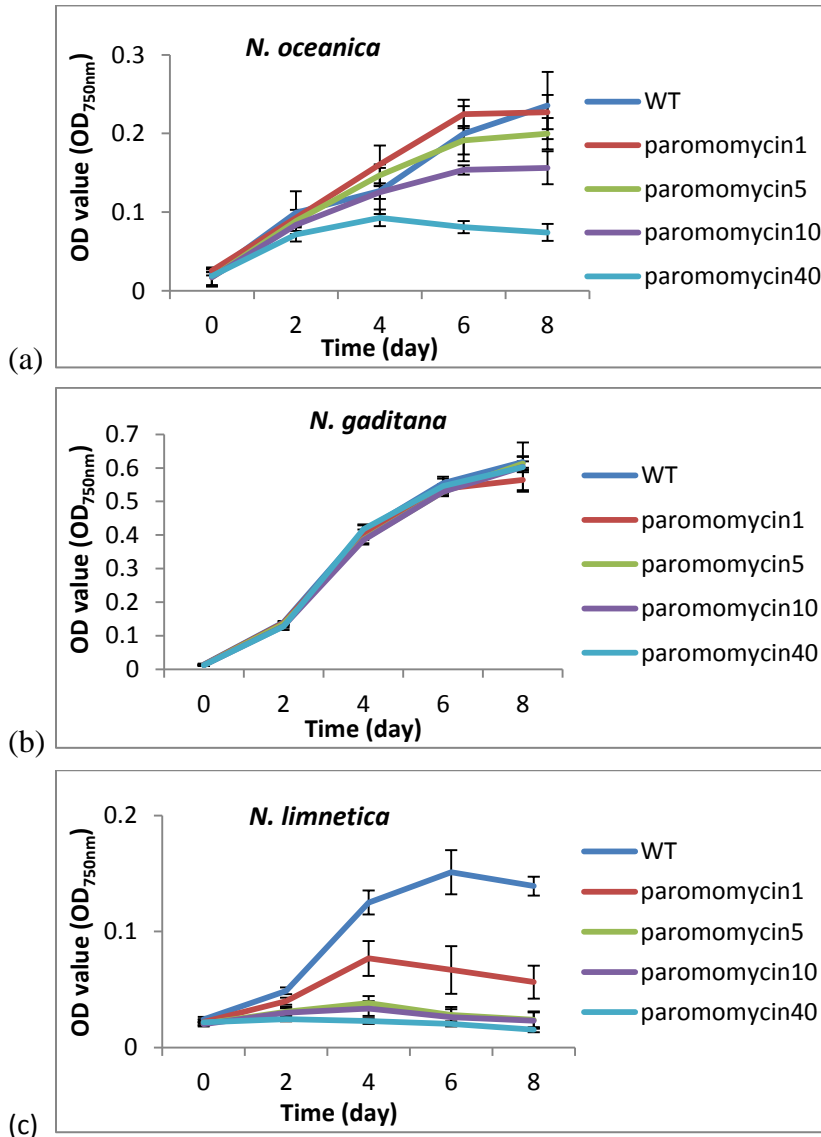 N. oceanica
OD value (OD750nm)
0.3
0.2
0.1
0
0 2 4 6 8
Time (day)
WT
paromomycin1
paromomycin5
paromomycin10
paromomycin40
(a)
N. gaditana
OD value (OD750nm)
0.7
0.6
0.5
0.4
0.3
0.2
0.1
0
0 2 4 6 8
Time (day)
WT
paromomycin1
paromomycin5
paromomycin10
paromomycin40
(b)
N. limnetica
OD value (OD750nm)
0.2
0.1
0
0 2 4 6 8
Time (day)
WT
paromomycin1
paromomycin5
paromomycin10
paromomycin40
(c)